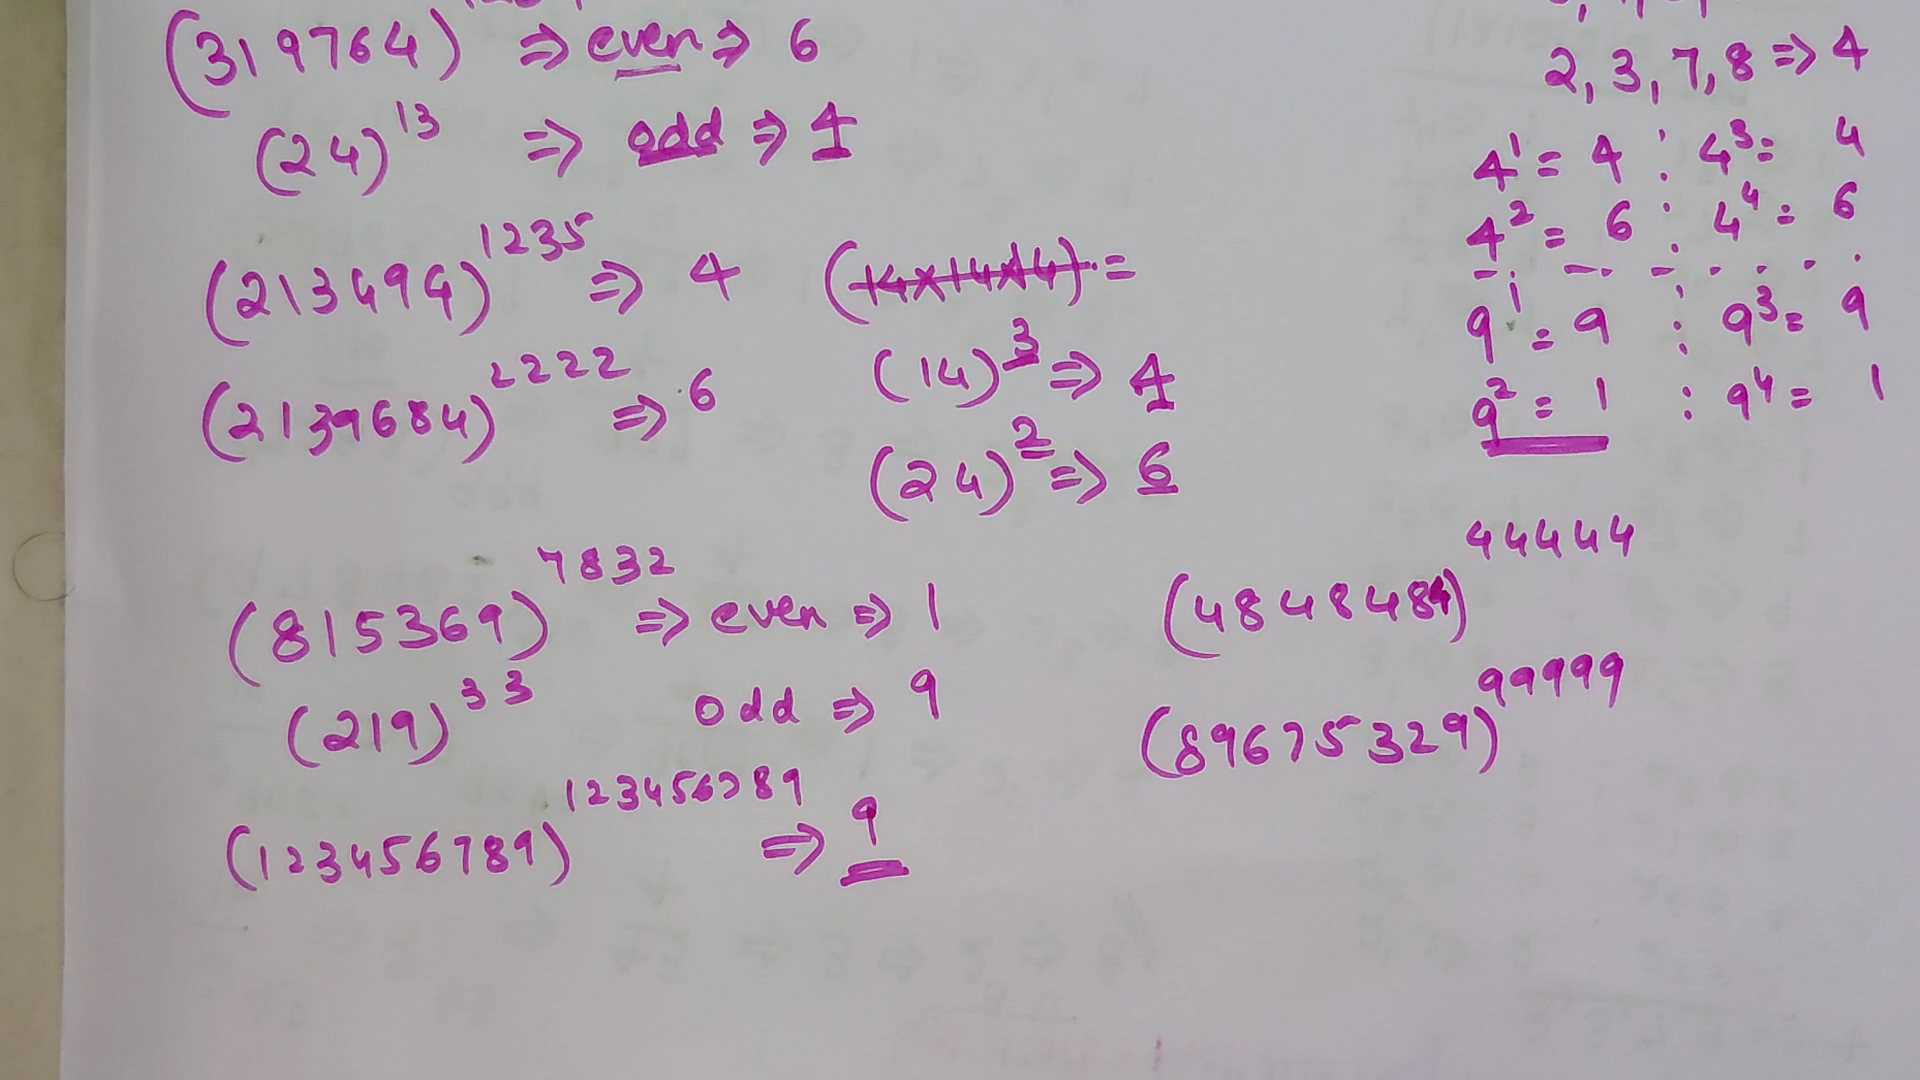 (319764) ⇒ even ⇒ 6
(24)^13 ⇒ odd ⇒ 4
(213494)^1235 ⇒ 4
(2139684)^2222 ⇒ 6
(14×14×14) =
(14)^3 ⇒ 4
(24)^2 ⇒ 6
2, 3, 7, 8 ⇒ 4
4^1 = 4 : 4^3 = 4
4^2 = 6 : 4^4 = 6
9^1 = 9 : 9^3 = 9
9^2 = 1 : 9^4 = 1
(815369)^7832 ⇒ even ⇒ 1
(219)^33 odd ⇒ 9
(123456789)^123456789 ⇒ 9
(4848484)^44444
(89675329)^99999